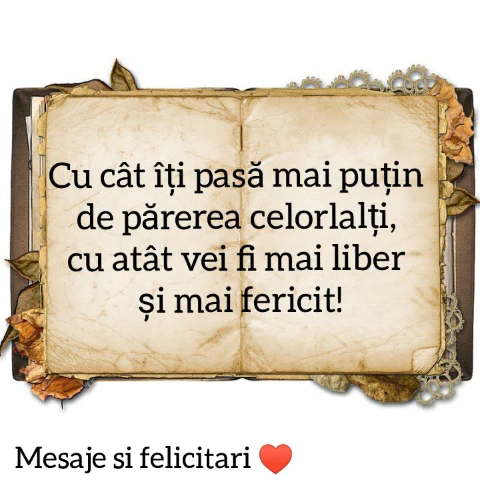 Cu cât îți pasă mai puțin
de părerea celorlalți,
cu atât vei fi mai liber
și mai fericit!
Mesaje si felicitari ❤️